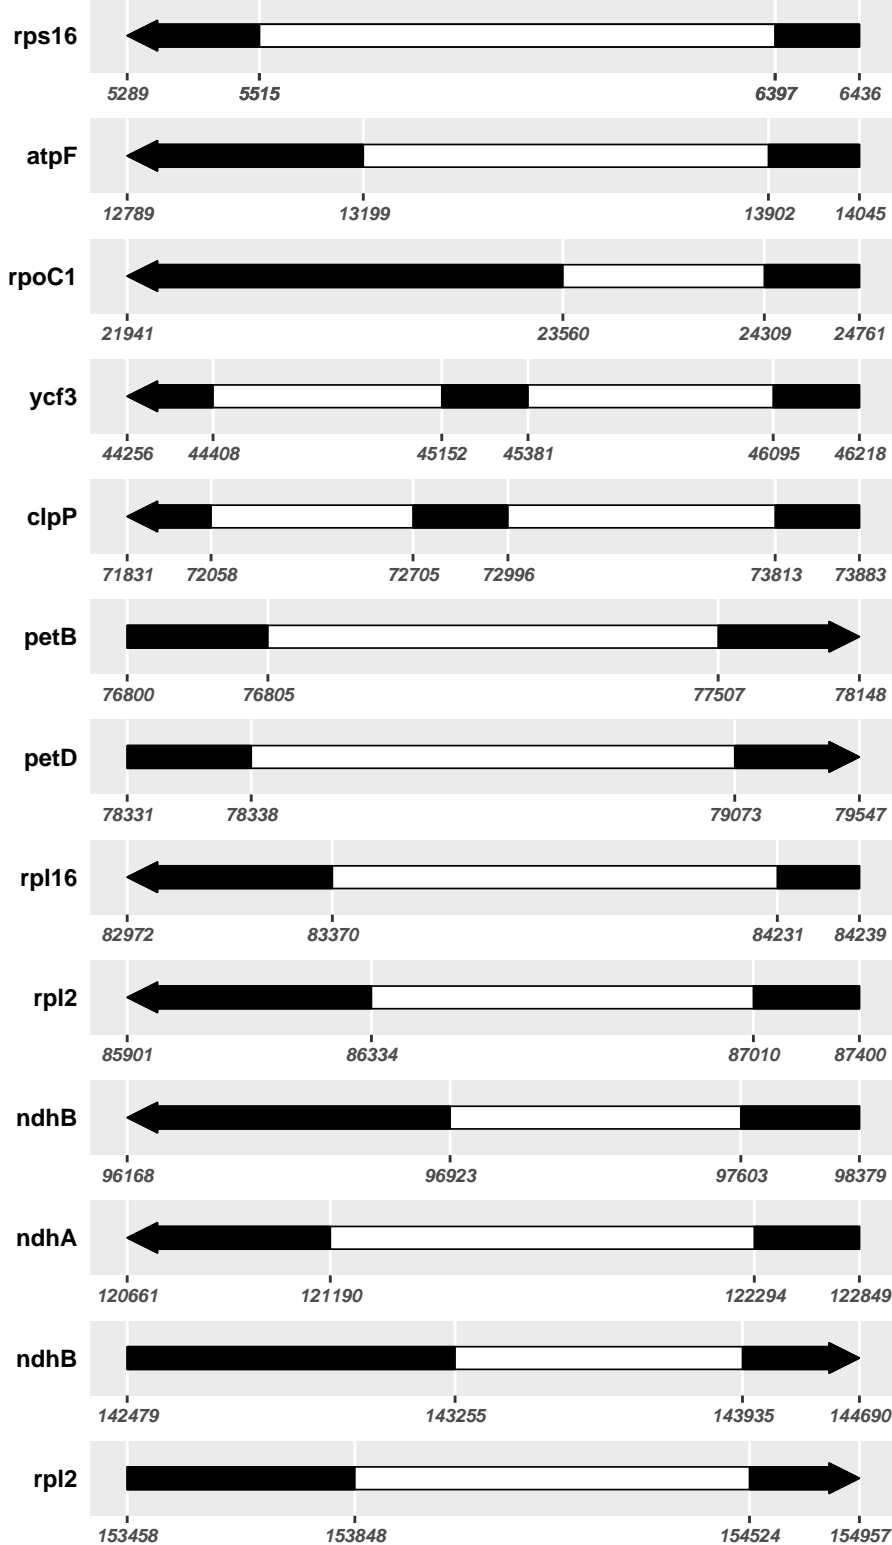 rps16
5289 5515 6397 6436
atpF
12789 13199 13902 14045
rpoC1
21941 23560 24309 24761
ycf3
44256 44408 45152 45381 46095 46218
clpP
71831 72058 72705 72996 73813 73883
petB
76800 76805 77507 78148
petD
78331 78338 79073 79547
rpl16
82972 83370 84231 84239
rpl2
85901 86334 87010 87400
ndhB
96168 96923 97603 98379
ndhA
120661 121190 122294 122849
ndhB
142479 143255 143935 144690
rpl2
153458 153848 154524 154957